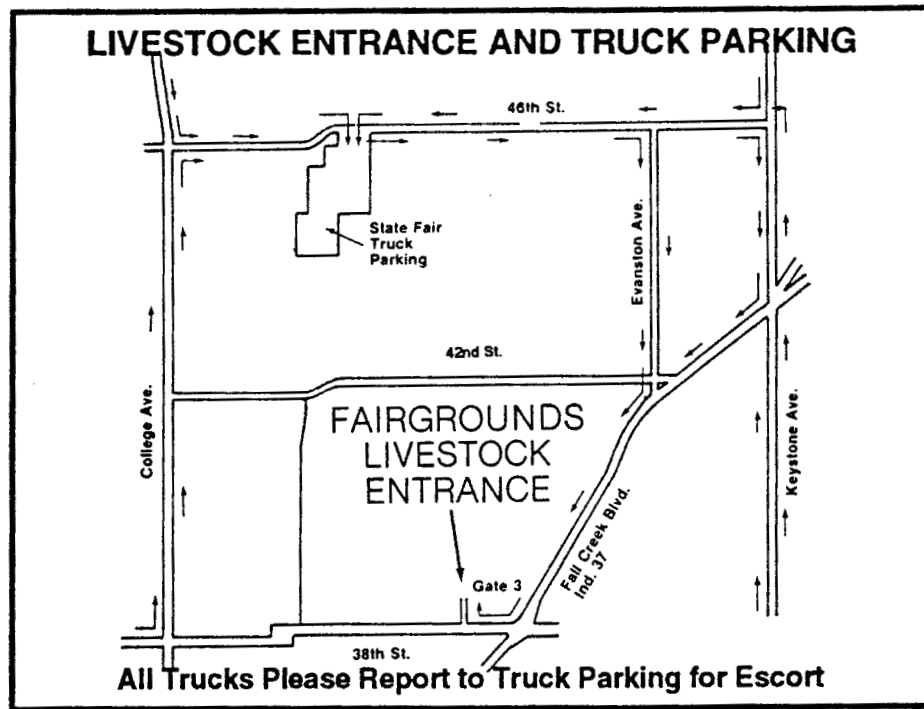 LIVESTOCK ENTRANCE AND TRUCK PARKING
46th St.
State Fair
Truck
Parking
Evanston Ave.
42nd St.
College Ave.
FAIRGROUNDS
LIVESTOCK
ENTRANCE
Keystone Ave.
Fall Creek Blvd.
Ind. 37
Gate 3
38th St.
All Trucks Please Report to Truck Parking for Escort